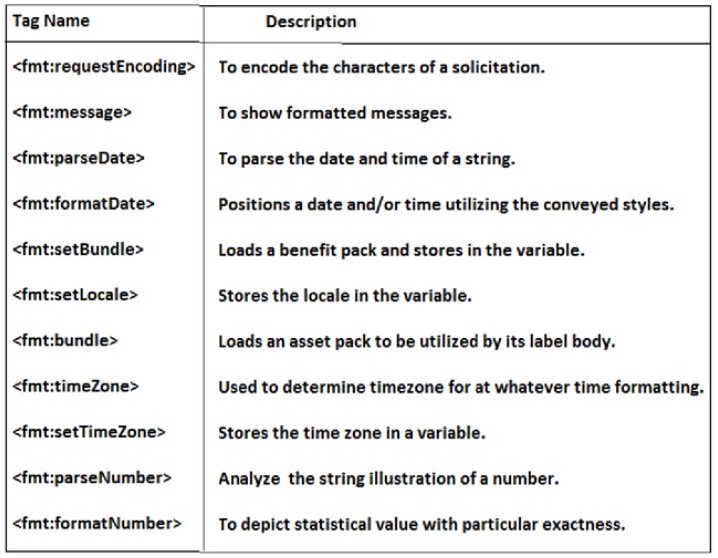 Tag Name Description
<fmt:requestEncoding> To encode the characters of a solicitation.
<fmt:message> To show formatted messages.
<fmt:parseDate> To parse the date and time of a string.
<fmt:formatDate> Positions a date and/or time utilizing the conveyed styles.
<fmt:setBundle> Loads a benefit pack and stores in the variable.
<fmt:setLocale> Stores the locale in the variable.
<fmt:bundle> Loads an asset pack to be utilized by its label body.
<fmt:timeZone> Used to determine timezone for at whatever time formatting.
<fmt:setTimeZone> Stores the time zone in a variable.
<fmt:parseNumber> Analyze the string illustration of a number.
<fmt:formatNumber> To depict statistical value with particular exactness.